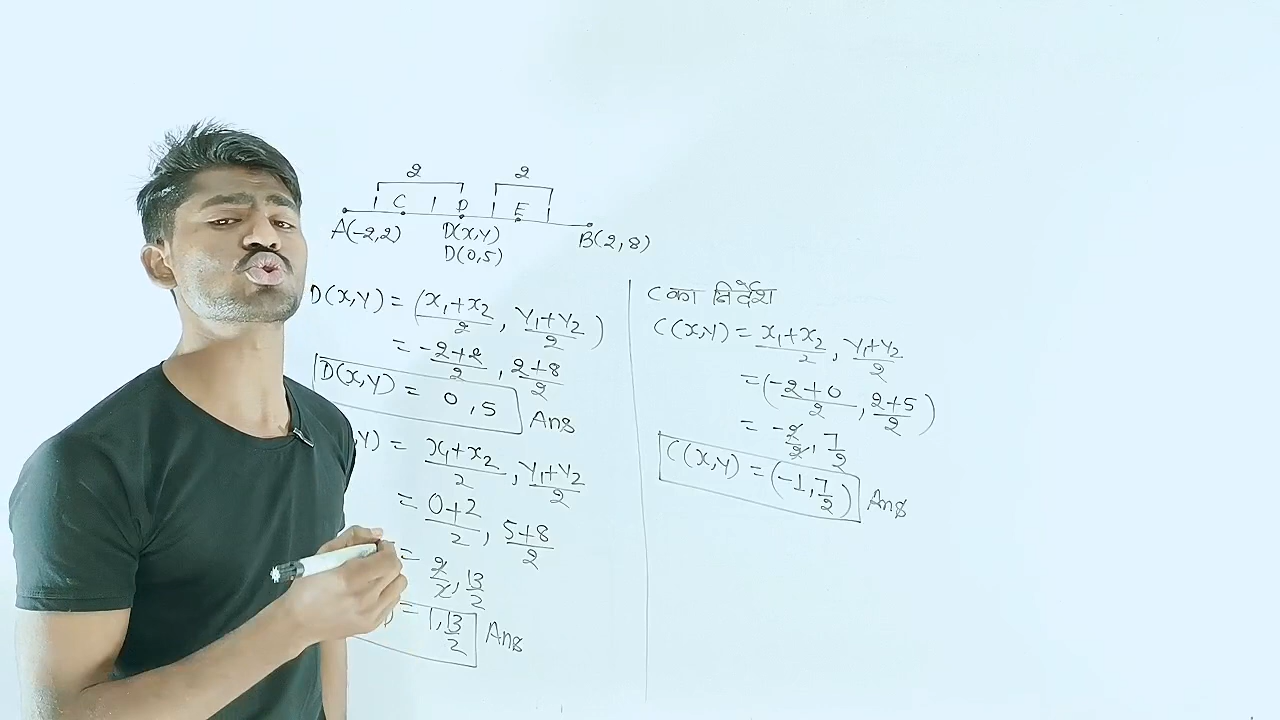 2 2
C D E
A(-2,2) D(x,y) B(2,8)
D(0,5)
D(x,y) = (x₁+x₂/2, y₁+y₂/2)
= -2+2/2, 2+8/2
D(x,y) = 0,5 Ans
,y) = x₁+x₂/2, y₁+y₂/2
= 0+2/2, 5+8/2
= 2/2, 13/2
= 1,13/2 Ans
C का निर्देश
C(x,y) = x₁+x₂/2, y₁+y₂/2
= (-2+0/2, 2+5/2)
= -2/2, 7/2
C(x,y) = (-1,7/2) Ans